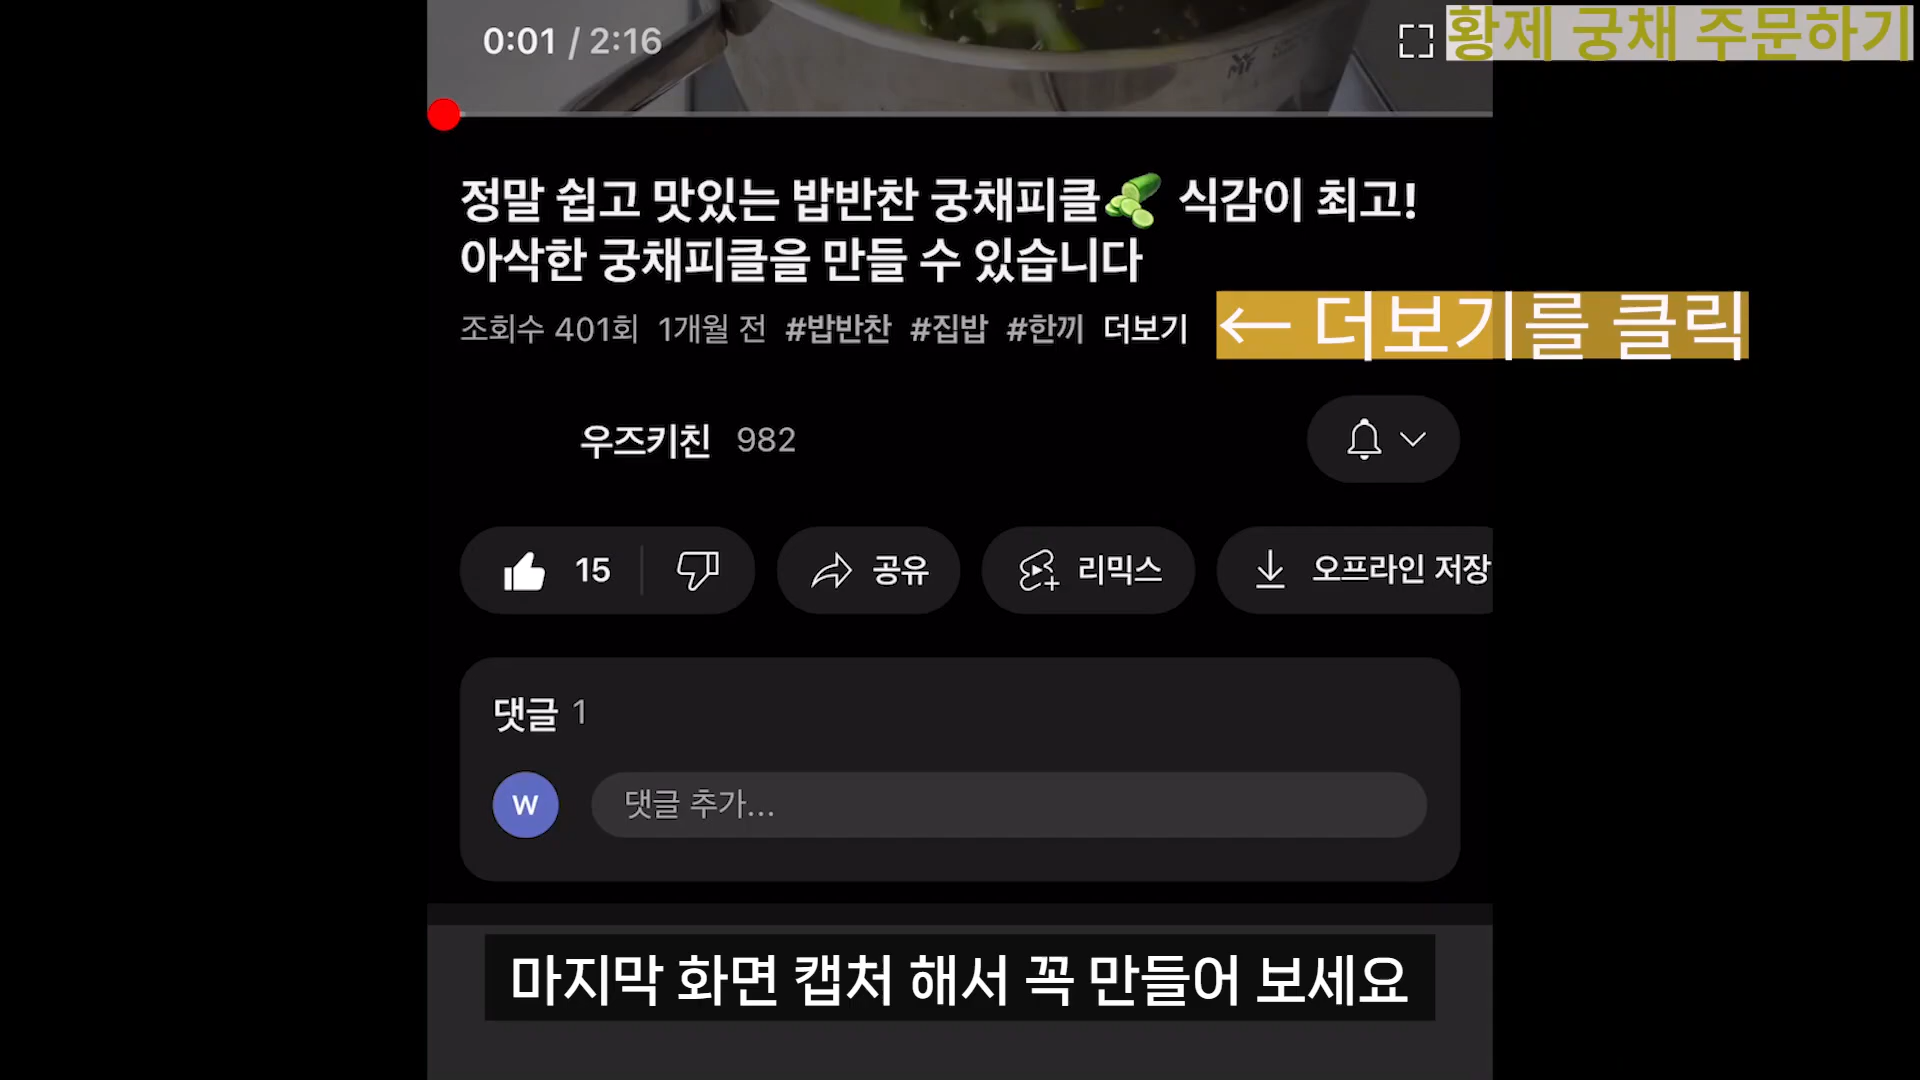 0:01 / 2:16
황제 궁채 주문하기
WMF
정말 쉽고 맛있는 밥반찬 궁채피클🥒 식감이 최고!
아삭한 궁채피클을 만들 수 있습니다
조회수 401회 1개월 전 #밥반찬 #집밥 #한끼 더보기
← 더보기를 클릭
우즈키친 982
15
공유
리믹스
오프라인 저장
댓글 1
W
댓글 추가...
마지막 화면 캡처 해서 꼭 만들어 보세요